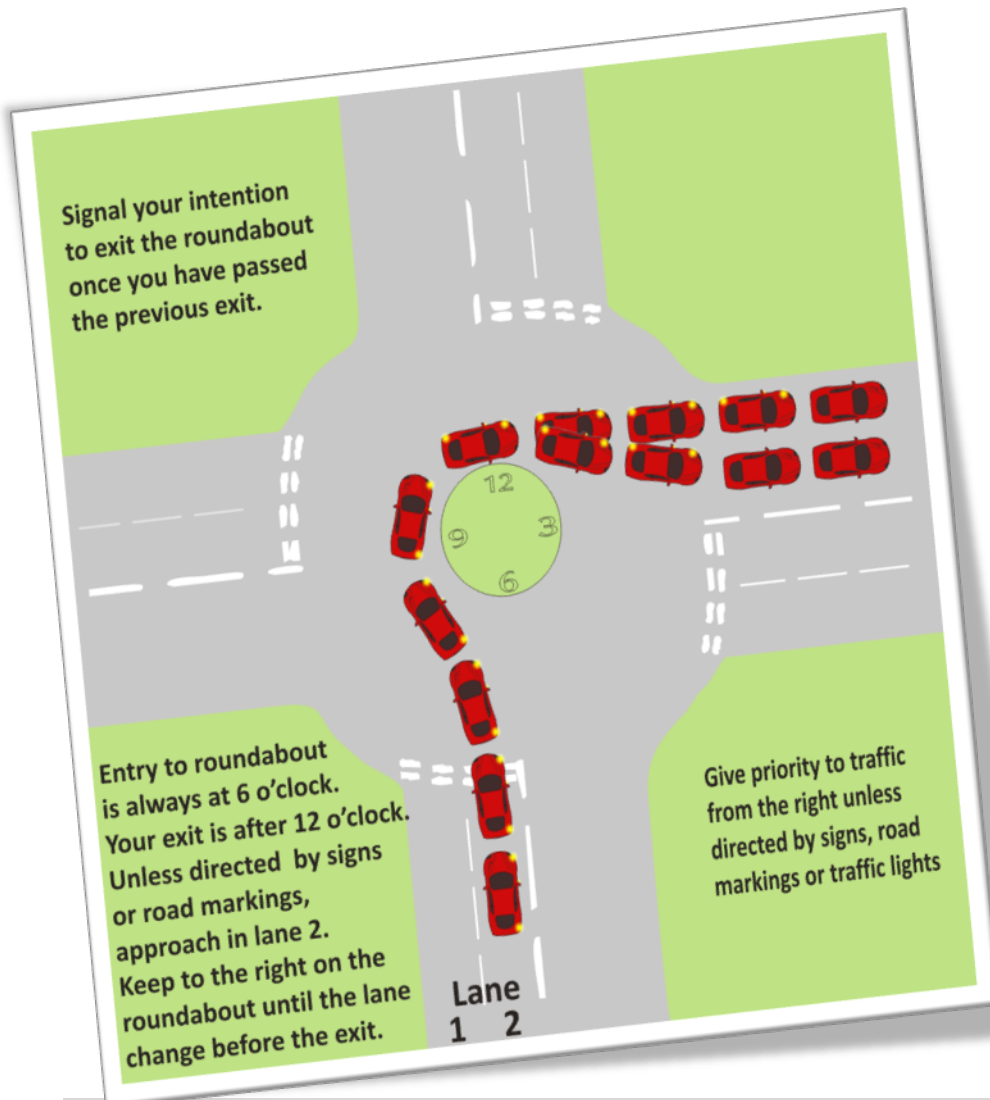 Signal your intention
to exit the roundabout
once you have passed
the previous exit.
12
9
3
6
Entry to roundabout
is always at 6 o’clock.
Your exit is after 12 o’clock.
Unless directed by signs
or road markings,
approach in lane 2.
Keep to the right on the
roundabout until the lane
change before the exit.
Give priority to traffic
from the right unless
directed by signs, road
markings or traffic lights
Lane
1 2